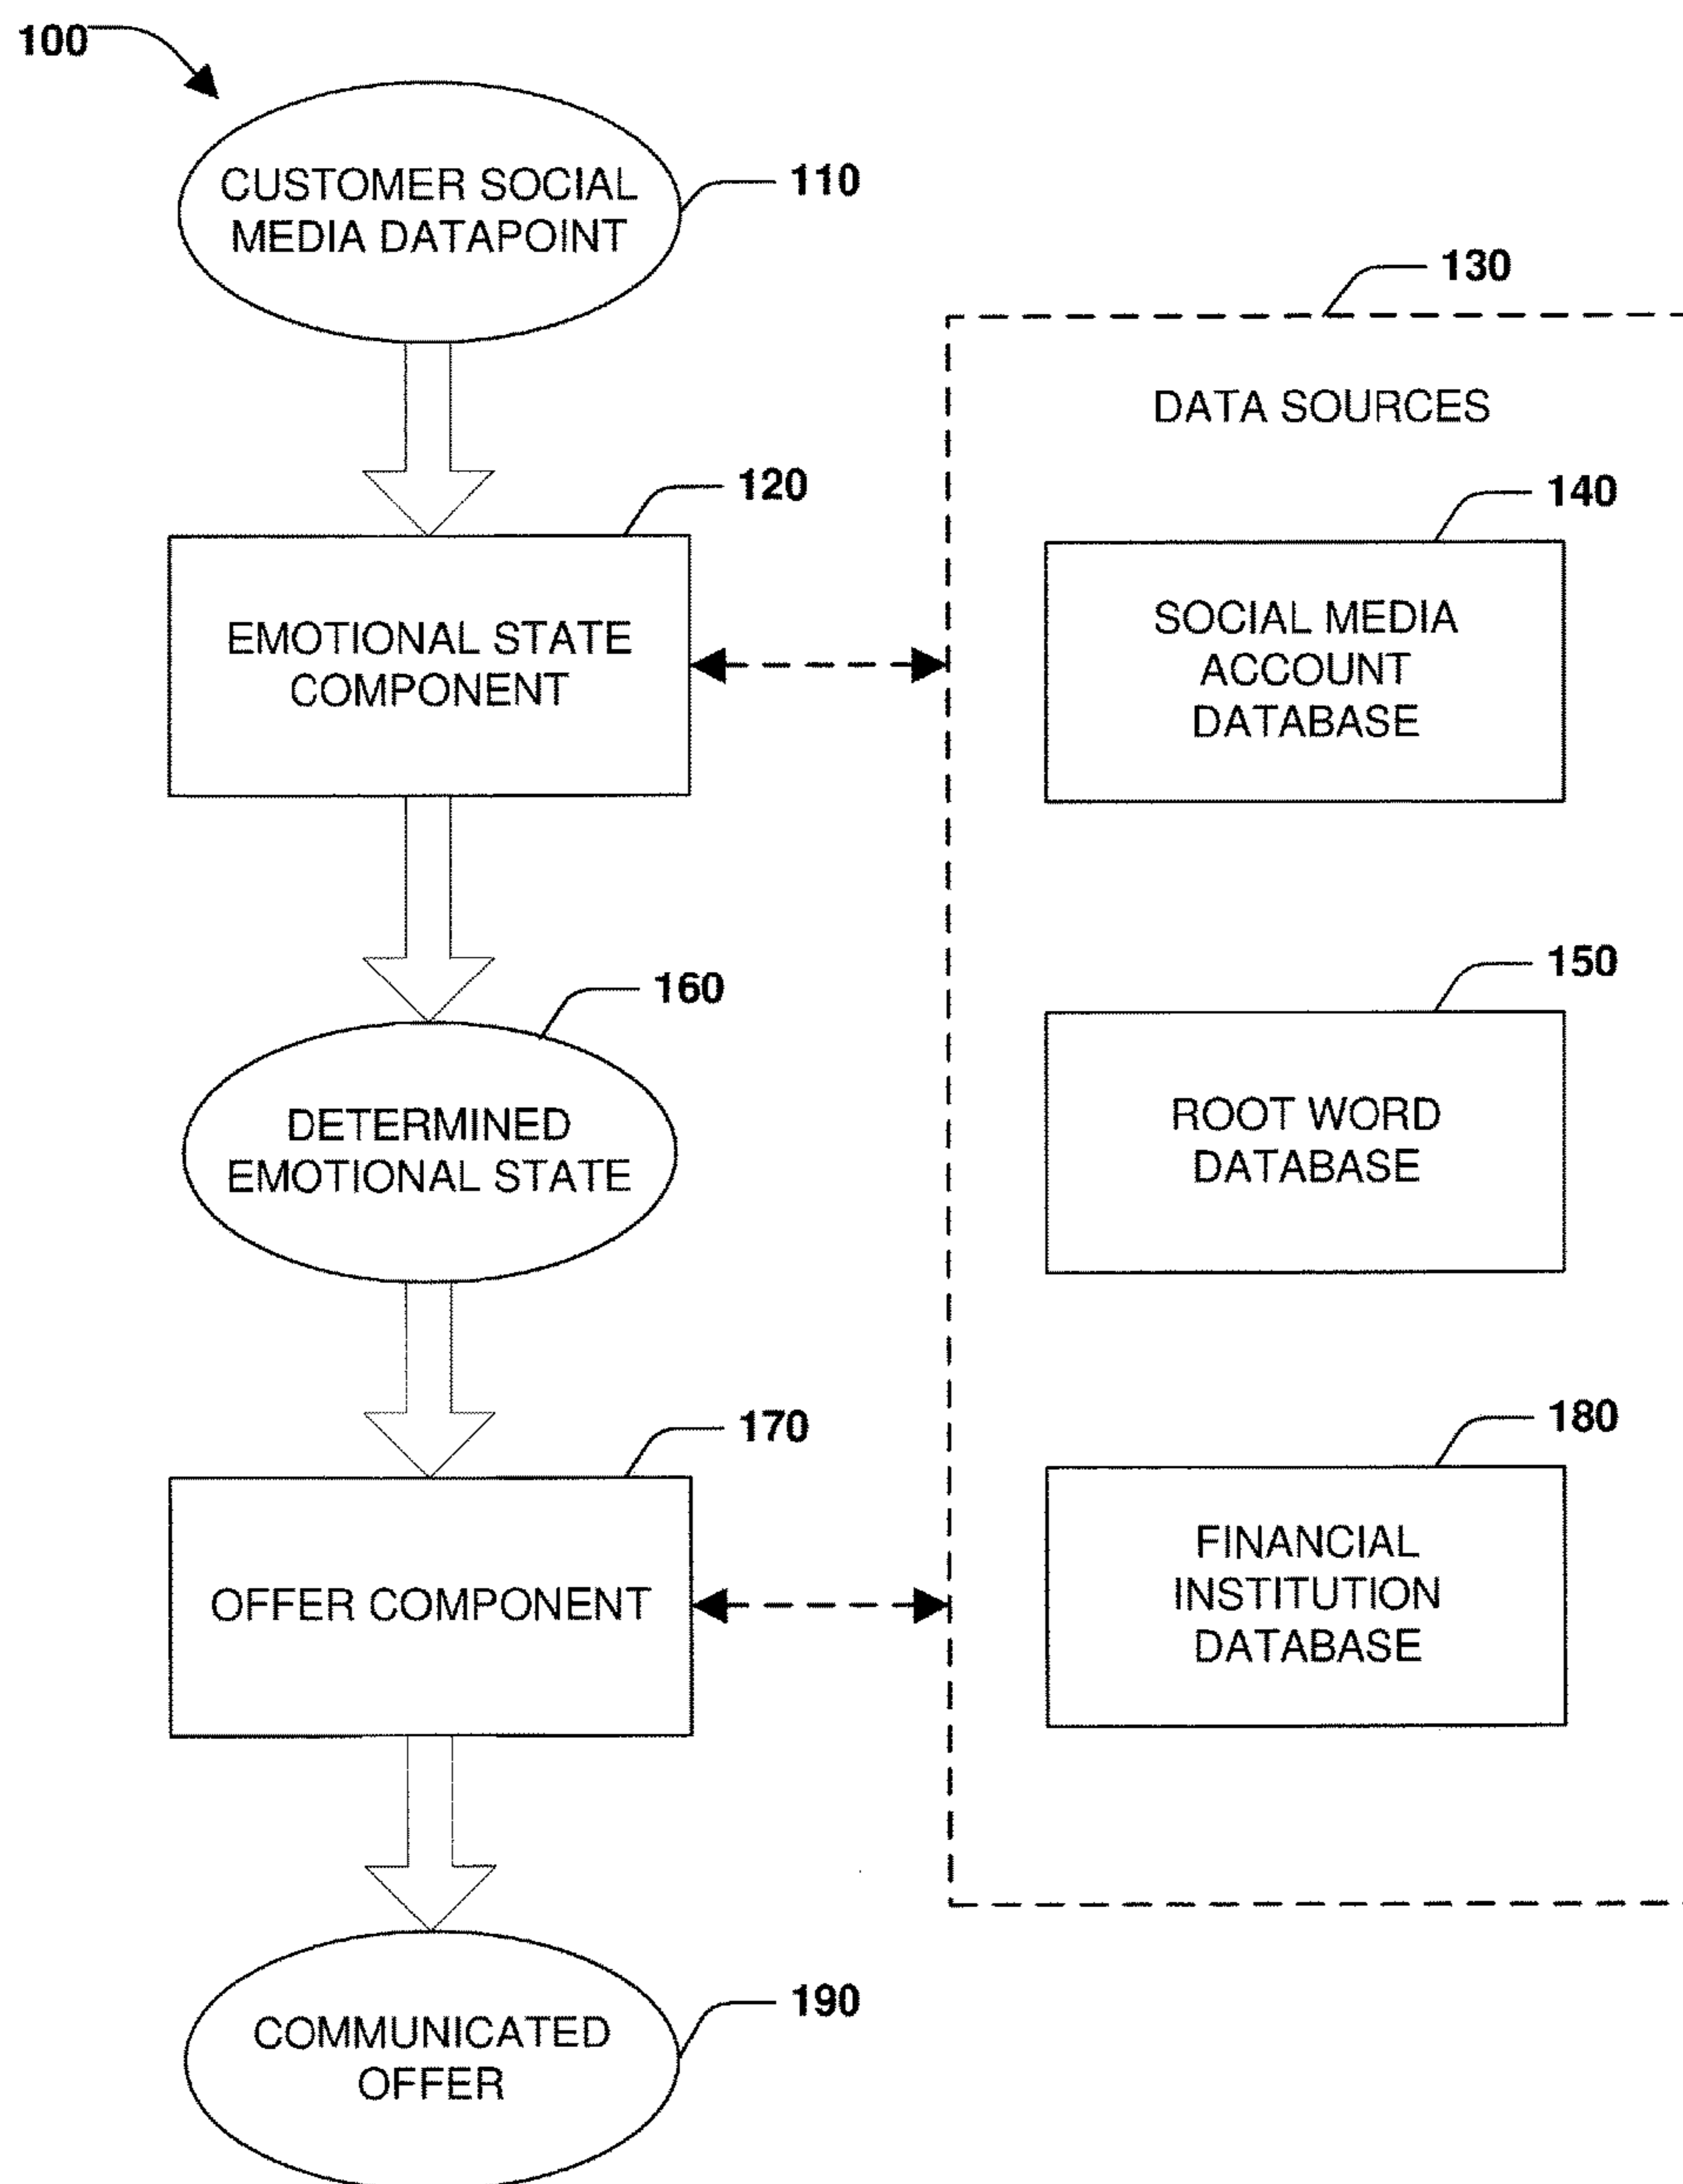 100
CUSTOMER SOCIAL
MEDIA DATAPOINT
110
130
DATA SOURCES
120
EMOTIONAL STATE
COMPONENT
140
SOCIAL MEDIA
ACCOUNT
DATABASE
160
DETERMINED
EMOTIONAL STATE
150
ROOT WORD
DATABASE
170
OFFER COMPONENT
180
FINANCIAL
INSTITUTION
DATABASE
190
COMMUNICATED
OFFER